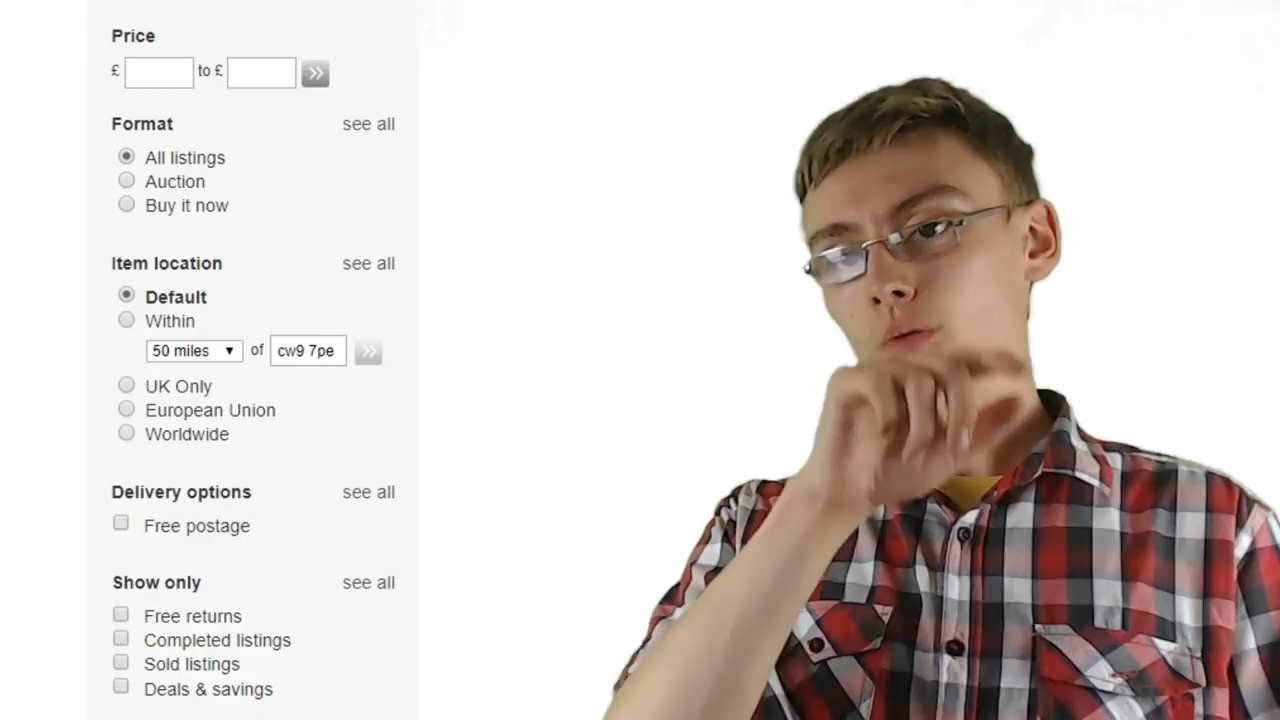 Price
£ to £
Format see all
All listings
Auction
Buy it now
Item location see all
Default
Within
50 miles of cw9 7pe
UK Only
European Union
Worldwide
Delivery options see all
Free postage
Show only see all
Free returns
Completed listings
Sold listings
Deals & savings